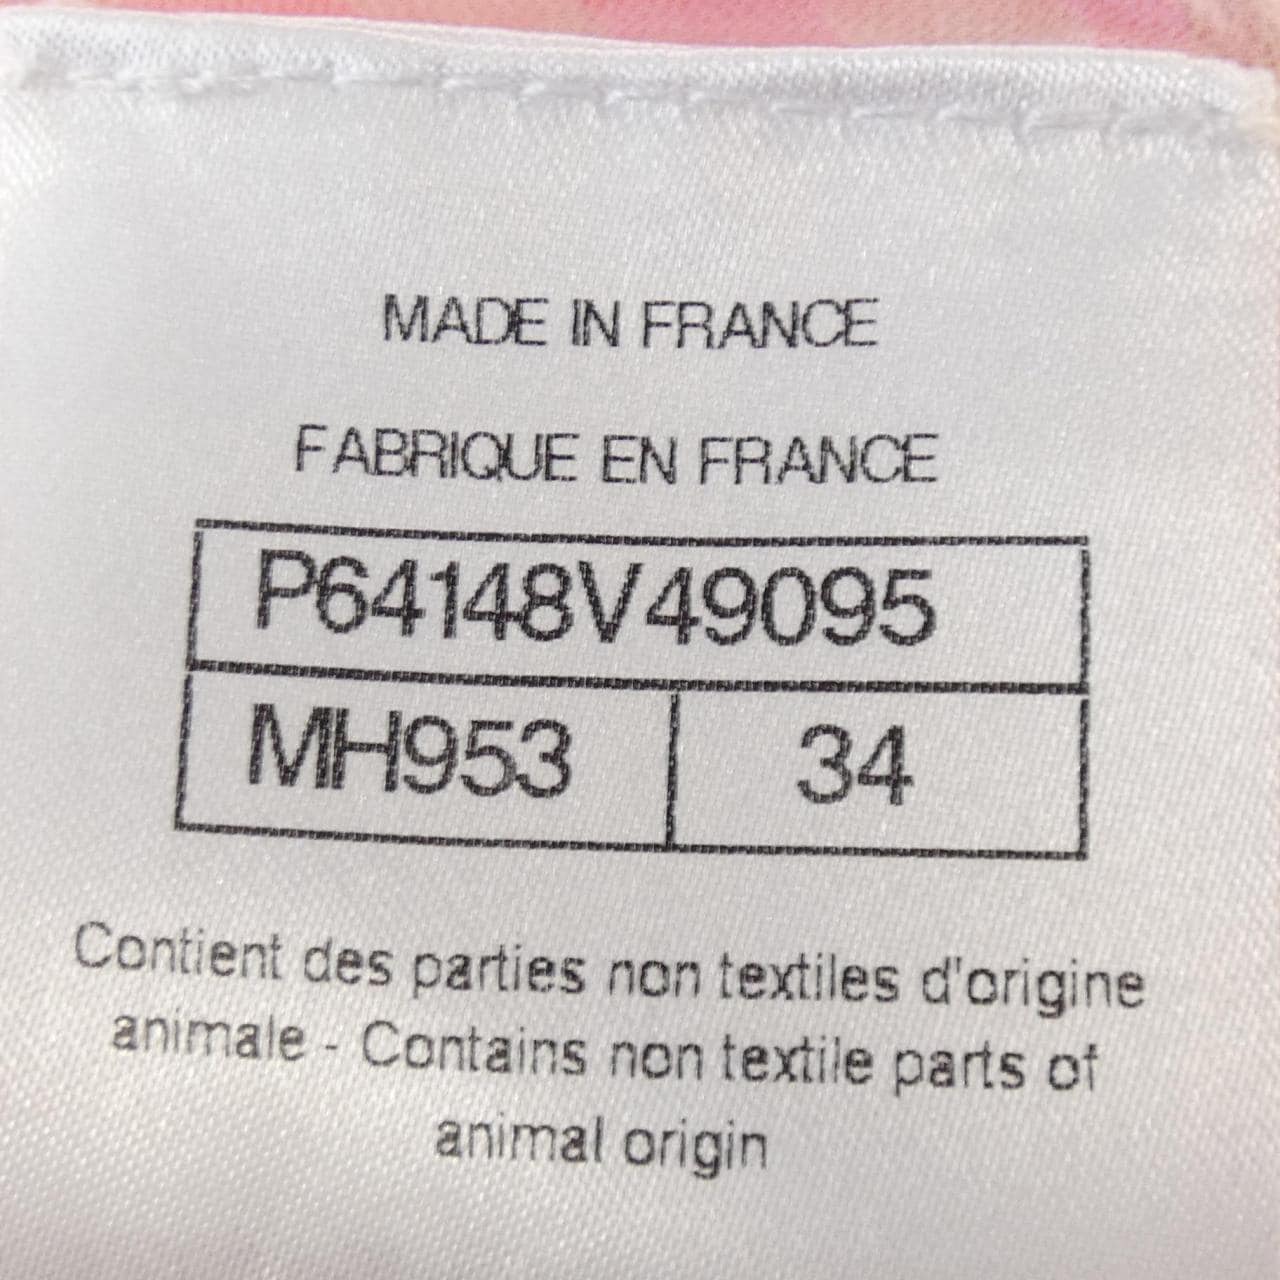 MADE IN FRANCE
FABRIQUE EN FRANCE
P64148V49095
MH953 34
Contient des parties non textiles d'origine
animale - Contains non textile parts of
animal origin